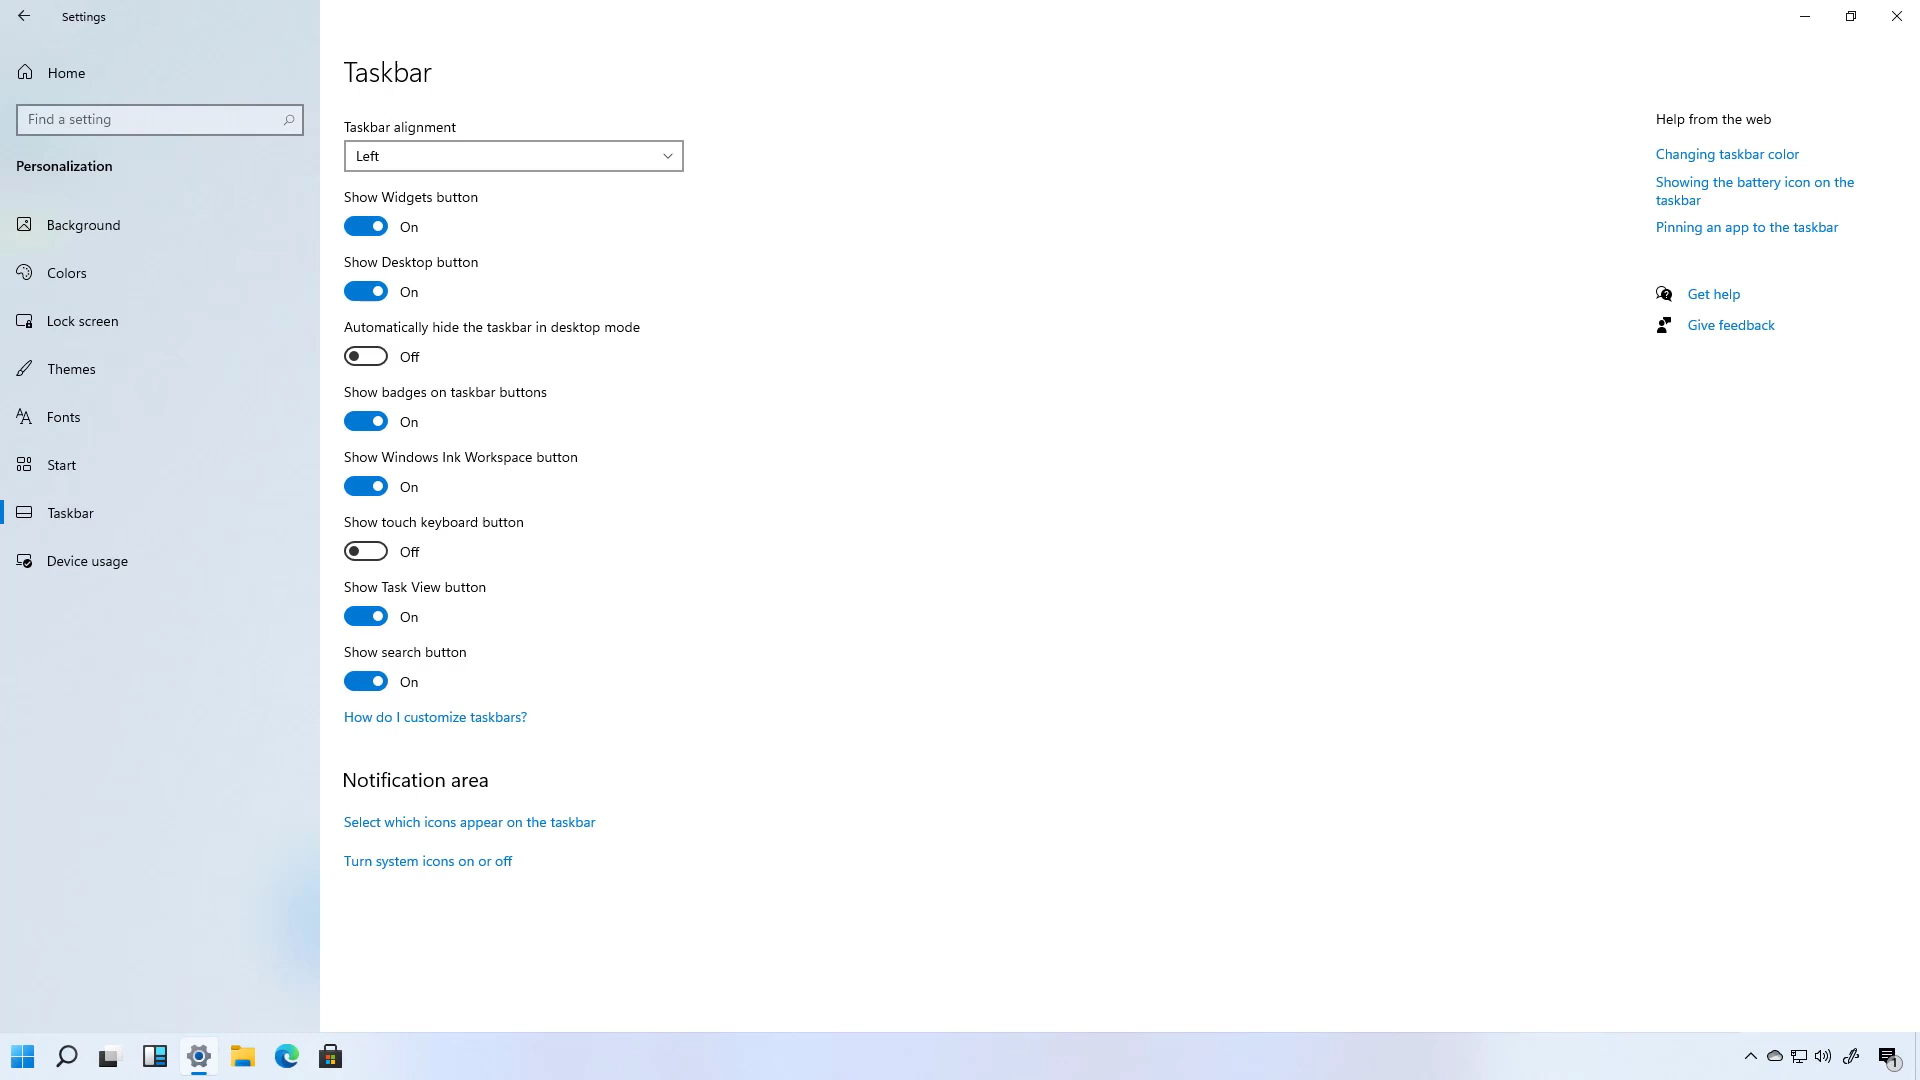 Settings
Home
Find a setting
Personalization
Background
Colors
Lock screen
Themes
Fonts
Start
Taskbar
Device usage
Taskbar
Taskbar alignment
Left
Show Widgets button
On
Show Desktop button
On
Automatically hide the taskbar in desktop mode
Off
Show badges on taskbar buttons
On
Show Windows Ink Workspace button
On
Show touch keyboard button
Off
Show Task View button
On
Show search button
On
How do I customize taskbars?
Notification area
Select which icons appear on the taskbar
Turn system icons on or off
Help from the web
Changing taskbar color
Showing the battery icon on the
taskbar
Pinning an app to the taskbar
Get help
Give feedback
1